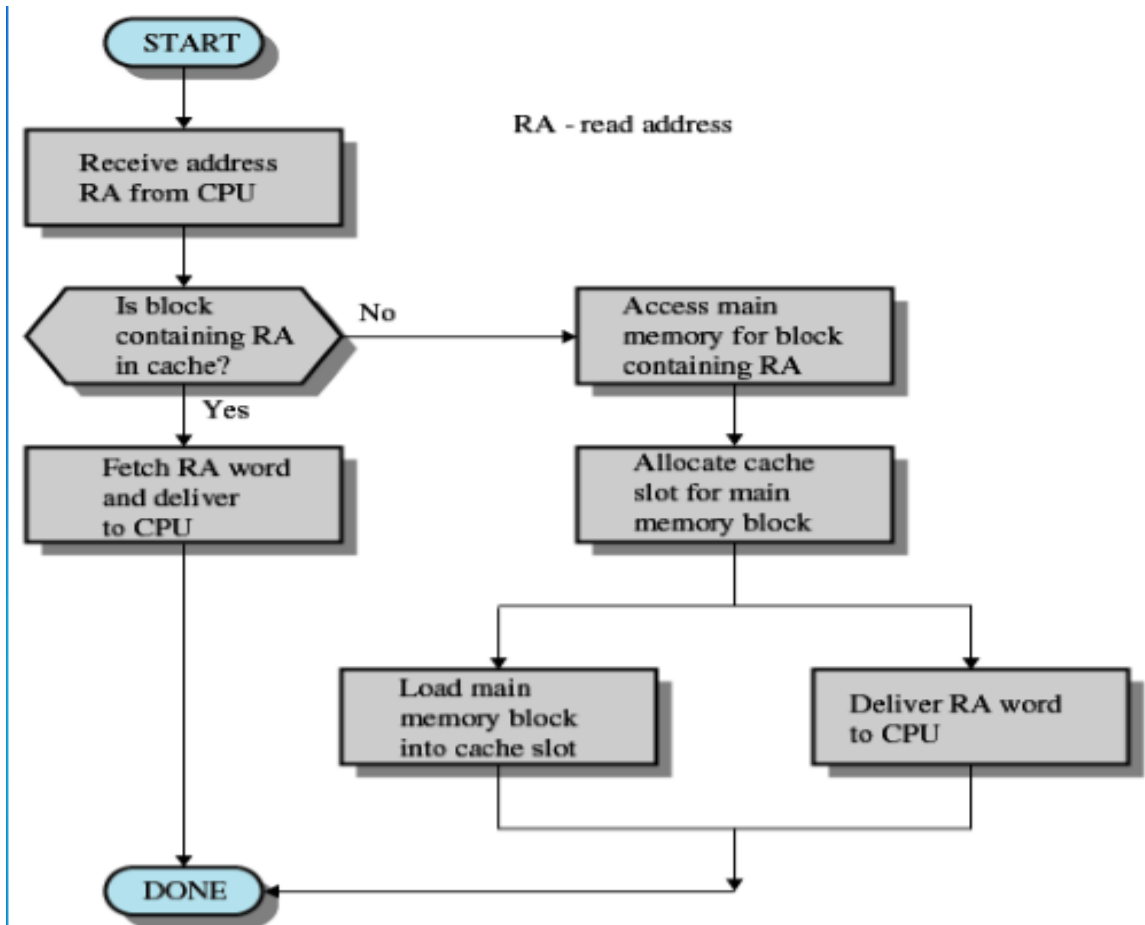 START
RA - read address
Receive address
RA from CPU
Is block
containing RA
in cache?
No
Access main
memory for block
containing RA
Yes
Fetch RA word
and deliver
to CPU
Allocate cache
slot for main
memory block
Load main
memory block
into cache slot
Deliver RA word
to CPU
DONE